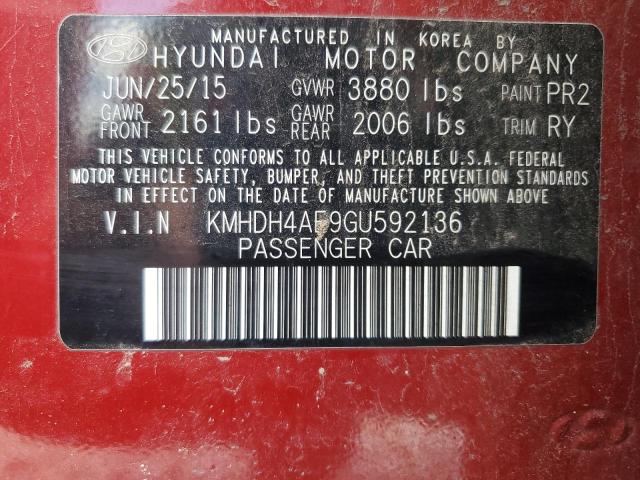 MANUFACTURED IN KOREA BY
HYUNDAI MOTOR COMPANY
JUN/25/15 GVWR 3880 lbs PAINT PR2
GAWR FRONT 2161 lbs GAWR REAR 2006 lbs TRIM RY
THIS VEHICLE CONFORMS TO ALL APPLICABLE U.S.A. FEDERAL
MOTOR VEHICLE SAFETY, BUMPER, AND THEFT PREVENTION STANDARDS
IN EFFECT ON THE DATE OF MANUFACTURE SHOWN ABOVE
V.I.N KMHDH4AE9GU592136
PASSENGER CAR